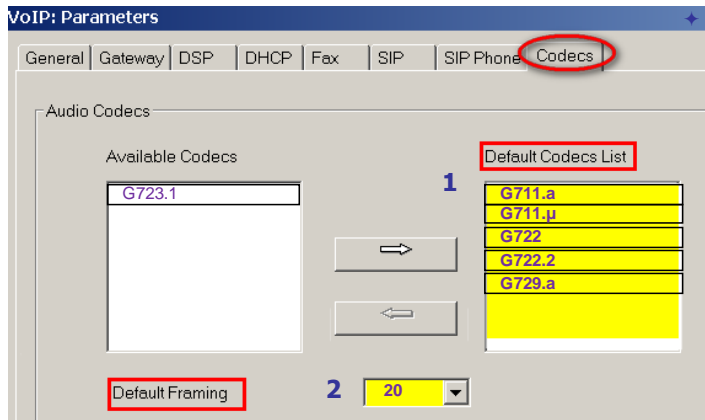 VoIP: Parameters
General Gateway DSP DHCP Fax SIP SIP Phone Codecs
Audio Codecs
Available Codecs
Default Codecs List
1
G723.1
G711.a
G711.µ
G722
G722.2
G729.a
Default Framing
2
20